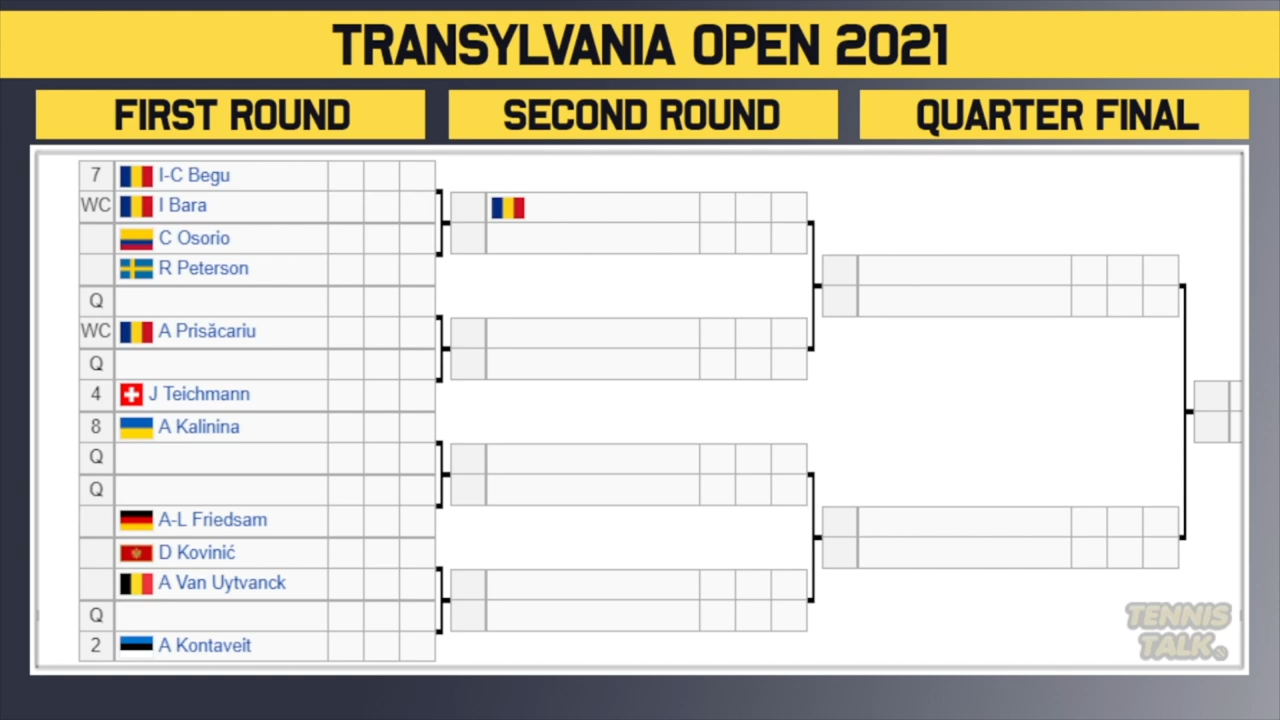 TRANSYLVANIA OPEN 2021
FIRST ROUND
SECOND ROUND
QUARTER FINAL
7 I-C Begu
WC I Bara
C Osorio
R Peterson
Q
WC A Prisăcariu
Q
4 J Teichmann
8 A Kalinina
Q
Q
A-L Friedsam
D Kovinić
A Van Uytvanck
Q
2 A Kontaveit
TENNIS
TALK